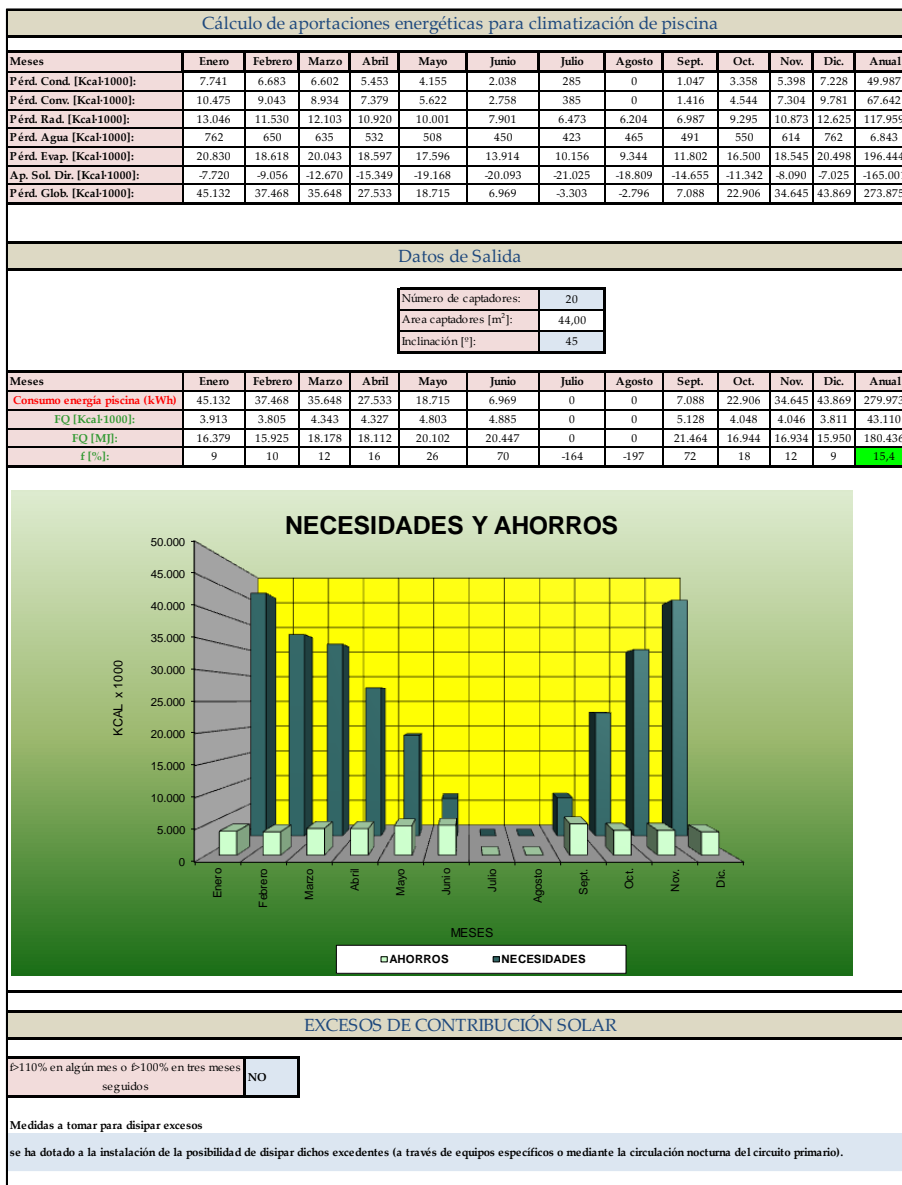 Cálculo de aportaciones energéticas para climatización de piscina
Meses Enero Febrero Marzo Abril Mayo Junio Julio Agosto Sept. Oct. Nov. Dic. Anual
Pérd. Cond. [Kcal·1000]: 7.741 6.683 6.602 5.453 4.155 2.038 285 0 1.047 3.358 5.398 7.228 49.987
Pérd. Conv. [Kcal·1000]: 10.475 9.043 8.934 7.379 5.622 2.758 385 0 1.416 4.544 7.304 9.781 67.642
Pérd. Rad. [Kcal·1000]: 13.046 11.530 12.103 10.920 10.001 7.901 6.473 6.204 6.987 9.295 10.873 12.625 117.959
Pérd. Agua [Kcal·1000]: 762 650 635 532 508 450 423 465 491 550 614 762 6.843
Pérd. Evap. [Kcal·1000]: 20.830 18.618 20.043 18.597 17.596 13.914 10.156 9.344 11.802 16.500 18.545 20.498 196.444
Ap. Sol. Dir. [Kcal·1000]: -7.720 -9.056 -12.670 -15.349 -19.168 -20.093 -21.025 -18.809 -14.655 -11.342 -8.090 -7.025 -165.001
Pérd. Glob. [Kcal·1000]: 45.132 37.468 35.648 27.533 18.715 6.969 -3.303 -2.796 7.088 22.906 34.645 43.869 273.875
Datos de Salida
Número de captadores: 20
Area captadores [m²]: 44,00
Inclinación [º]: 45
Meses Enero Febrero Marzo Abril Mayo Junio Julio Agosto Sept. Oct. Nov. Dic. Anual
Consumo energía piscina (kWh) 45.132 37.468 35.648 27.533 18.715 6.969 0 0 7.088 22.906 34.645 43.869 279.973
FQ [Kcal·1000]: 3.913 3.805 4.343 4.327 4.803 4.885 0 0 5.128 4.048 4.046 3.811 43.110
FQ [MJ]: 16.379 15.925 18.178 18.112 20.102 20.447 0 0 21.464 16.944 16.934 15.950 180.436
f [%]: 9 10 12 16 26 70 -164 -197 72 18 12 9 15,4
NECESIDADES Y AHORROS
50.000
45.000
40.000
35.000
30.000
25.000
20.000
15.000
10.000
5.000
0
KCAL x 1000
Enero Febrero Marzo Abril Mayo Junio Julio Agosto Sept. Oct. Nov. Dic.
MESES
AHORROS NECESIDADES
EXCESOS DE CONTRIBUCIÓN SOLAR
f>110% en algún mes o f>100% en tres meses
seguidos
NO
Medidas a tomar para disipar excesos
se ha dotado a la instalación de la posibilidad de disipar dichos excedentes (a través de equipos específicos o mediante la circulación nocturna del circuito primario).